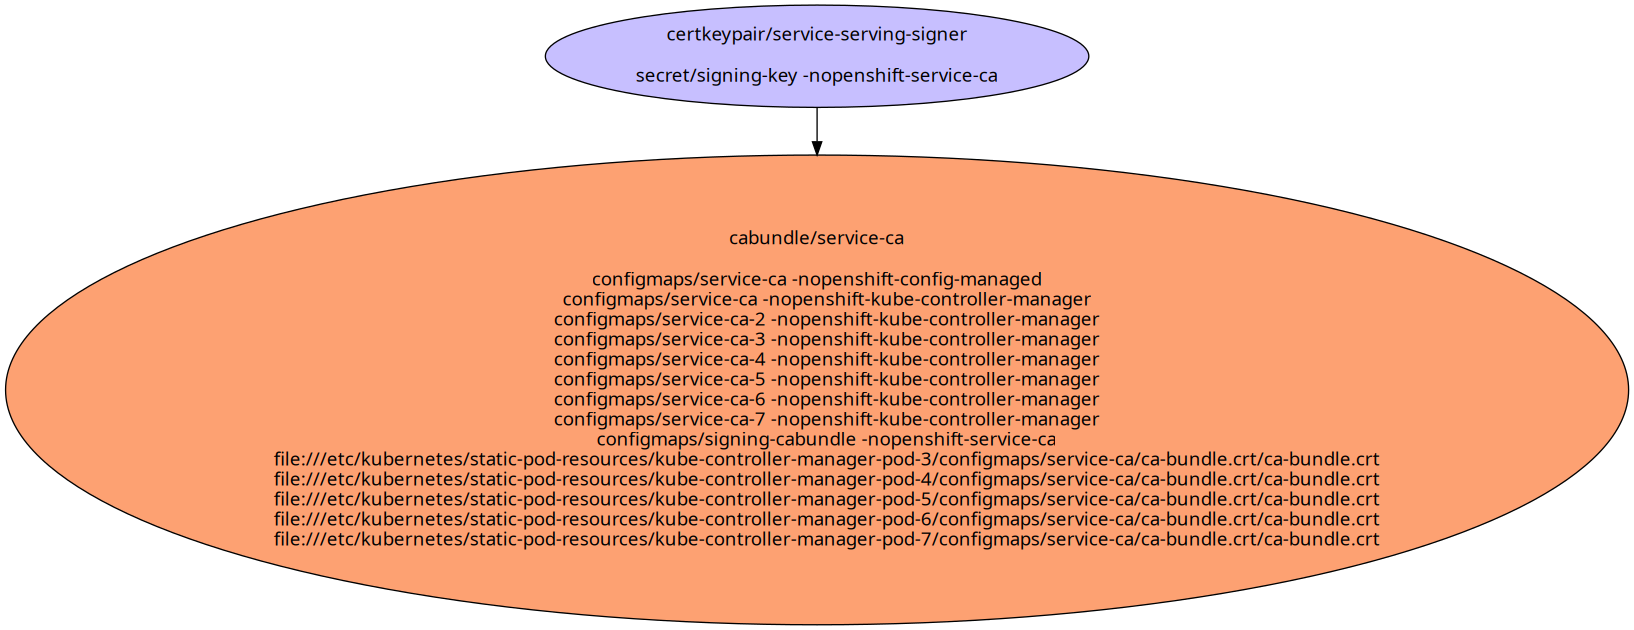 certkeypair/service-serving-signer
secret/signing-key -nopenshift-service-ca
cabundle/service-ca
configmaps/service-ca -nopenshift-config-managed
configmaps/service-ca -nopenshift-kube-controller-manager
configmaps/service-ca-2 -nopenshift-kube-controller-manager
configmaps/service-ca-3 -nopenshift-kube-controller-manager
configmaps/service-ca-4 -nopenshift-kube-controller-manager
configmaps/service-ca-5 -nopenshift-kube-controller-manager
configmaps/service-ca-6 -nopenshift-kube-controller-manager
configmaps/service-ca-7 -nopenshift-kube-controller-manager
configmaps/signing-cabundle -nopenshift-service-ca
file:///etc/kubernetes/static-pod-resources/kube-controller-manager-pod-3/configmaps/service-ca/ca-bundle.crt/ca-bundle.crt
file:///etc/kubernetes/static-pod-resources/kube-controller-manager-pod-4/configmaps/service-ca/ca-bundle.crt/ca-bundle.crt
file:///etc/kubernetes/static-pod-resources/kube-controller-manager-pod-5/configmaps/service-ca/ca-bundle.crt/ca-bundle.crt
file:///etc/kubernetes/static-pod-resources/kube-controller-manager-pod-6/configmaps/service-ca/ca-bundle.crt/ca-bundle.crt
file:///etc/kubernetes/static-pod-resources/kube-controller-manager-pod-7/configmaps/service-ca/ca-bundle.crt/ca-bundle.crt